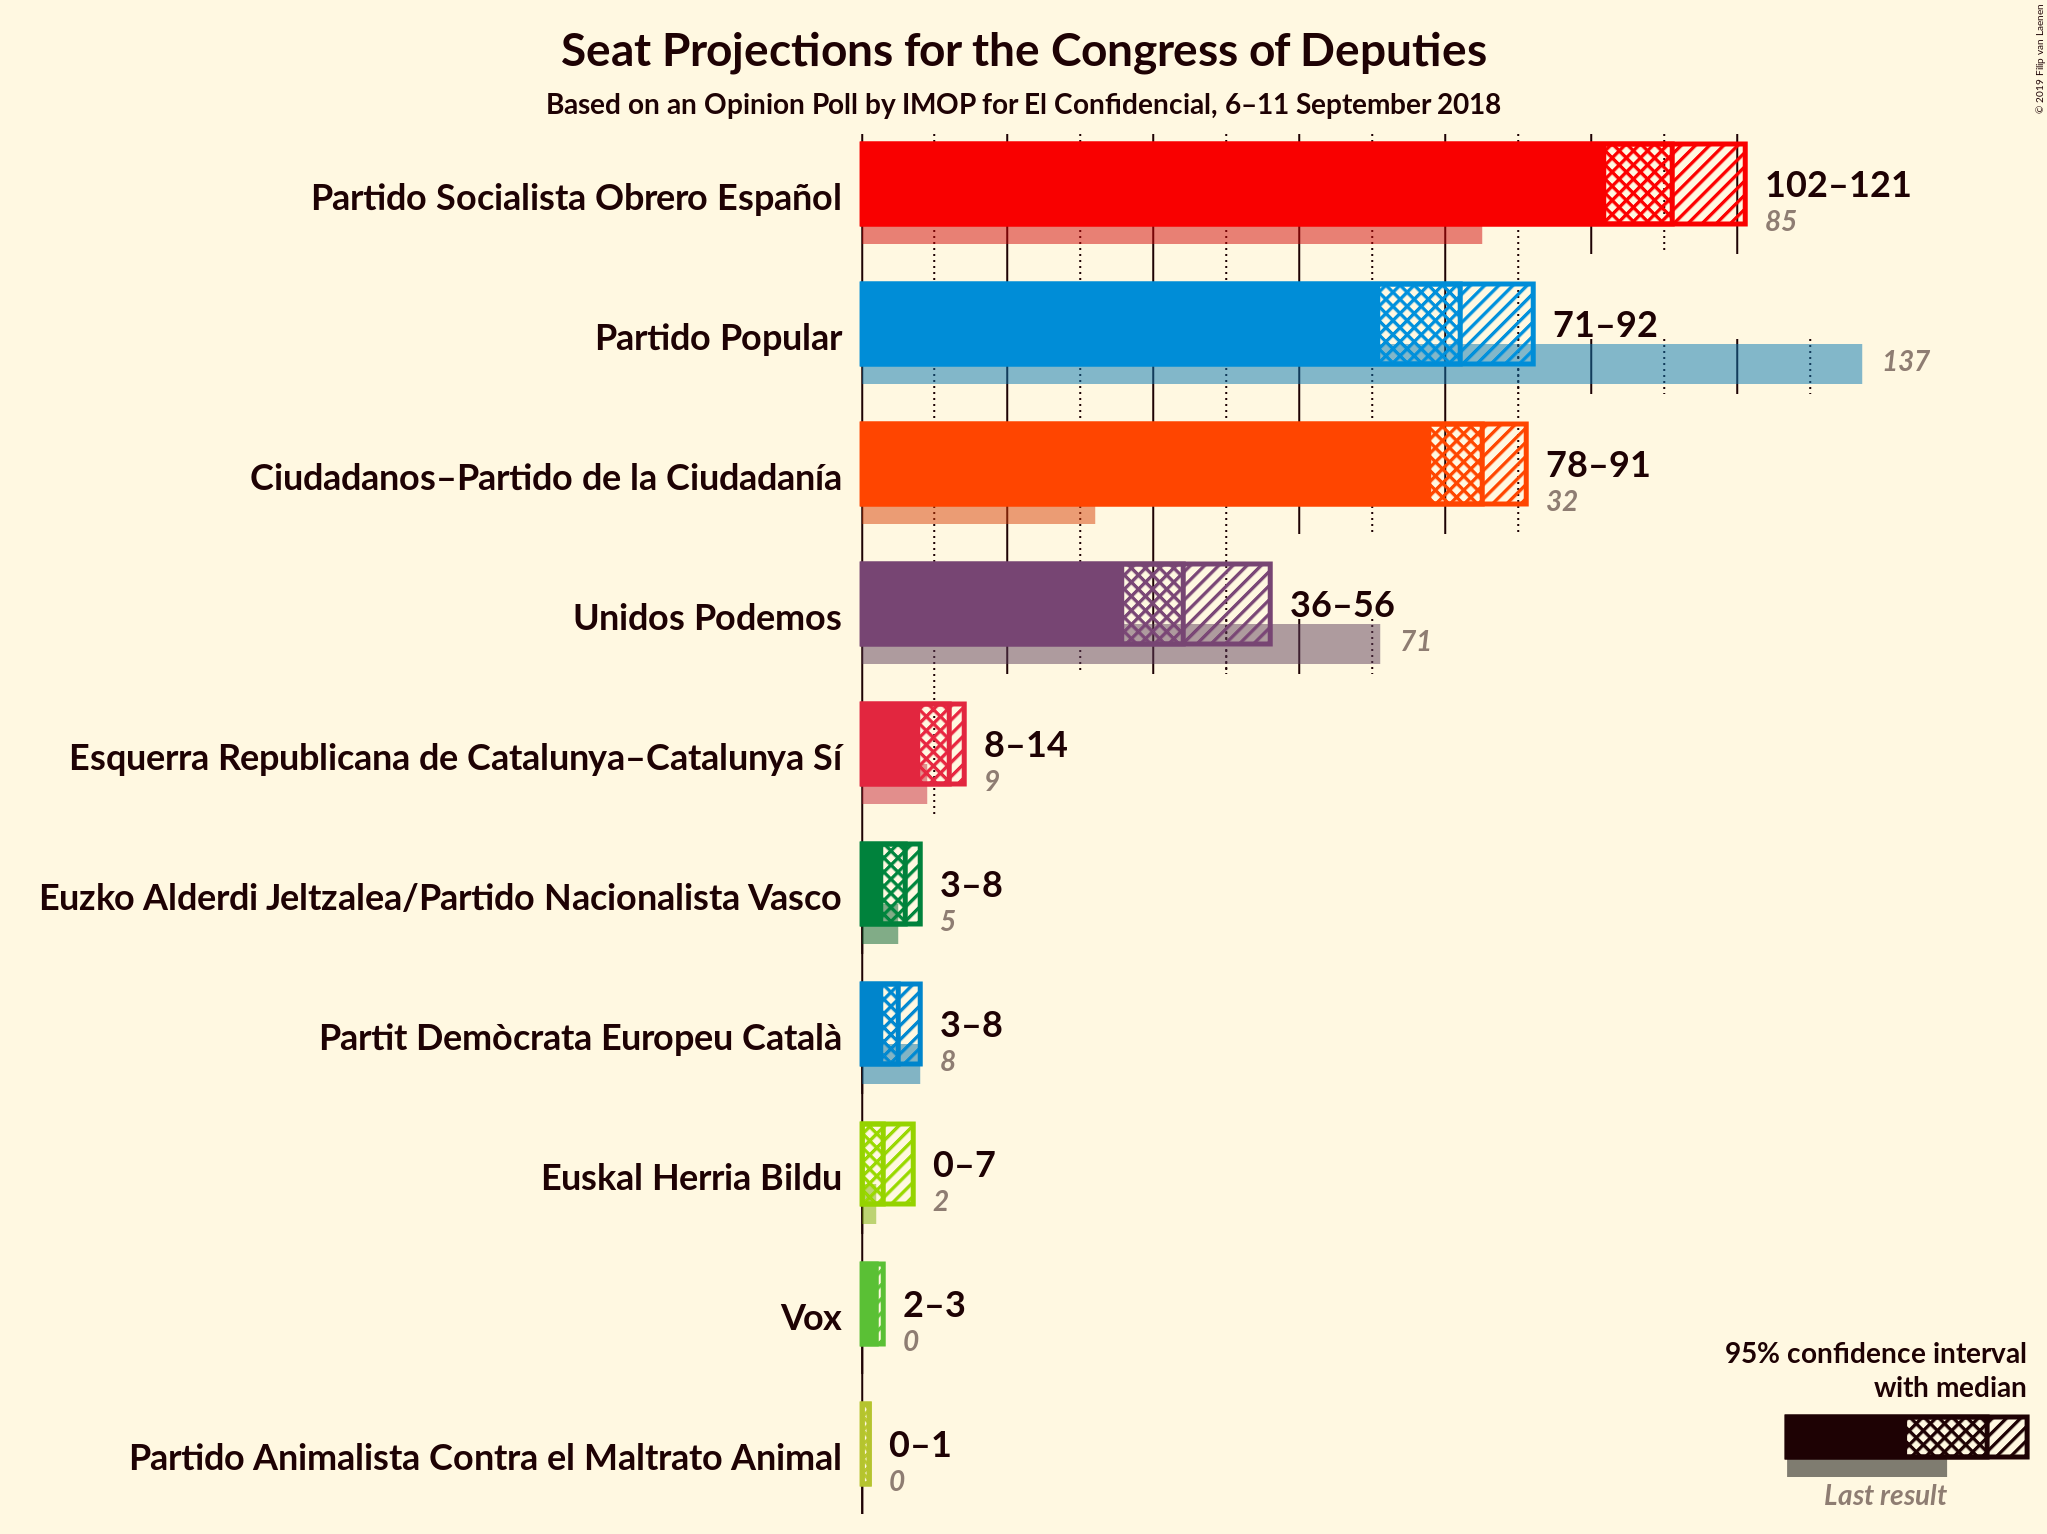 Seat Projections for the Congress of Deputies
Based on an Opinion Poll by IMOP for El Confidencial, 6–11 September 2018
© 2019 Filip van Laenen
Partido Socialista Obrero Español
102–121
85
Partido Popular
71–92
137
Ciudadanos–Partido de la Ciudadanía
78–91
32
Unidos Podemos
36–56
71
Esquerra Republicana de Catalunya–Catalunya Sí
8–14
9
Euzko Alderdi Jeltzalea/Partido Nacionalista Vasco
3–8
5
Partit Demòcrata Europeu Català
3–8
8
Euskal Herria Bildu
0–7
2
Vox
2–3
0
Partido Animalista Contra el Maltrato Animal
0–1
0
95% confidence interval
with median
Last result